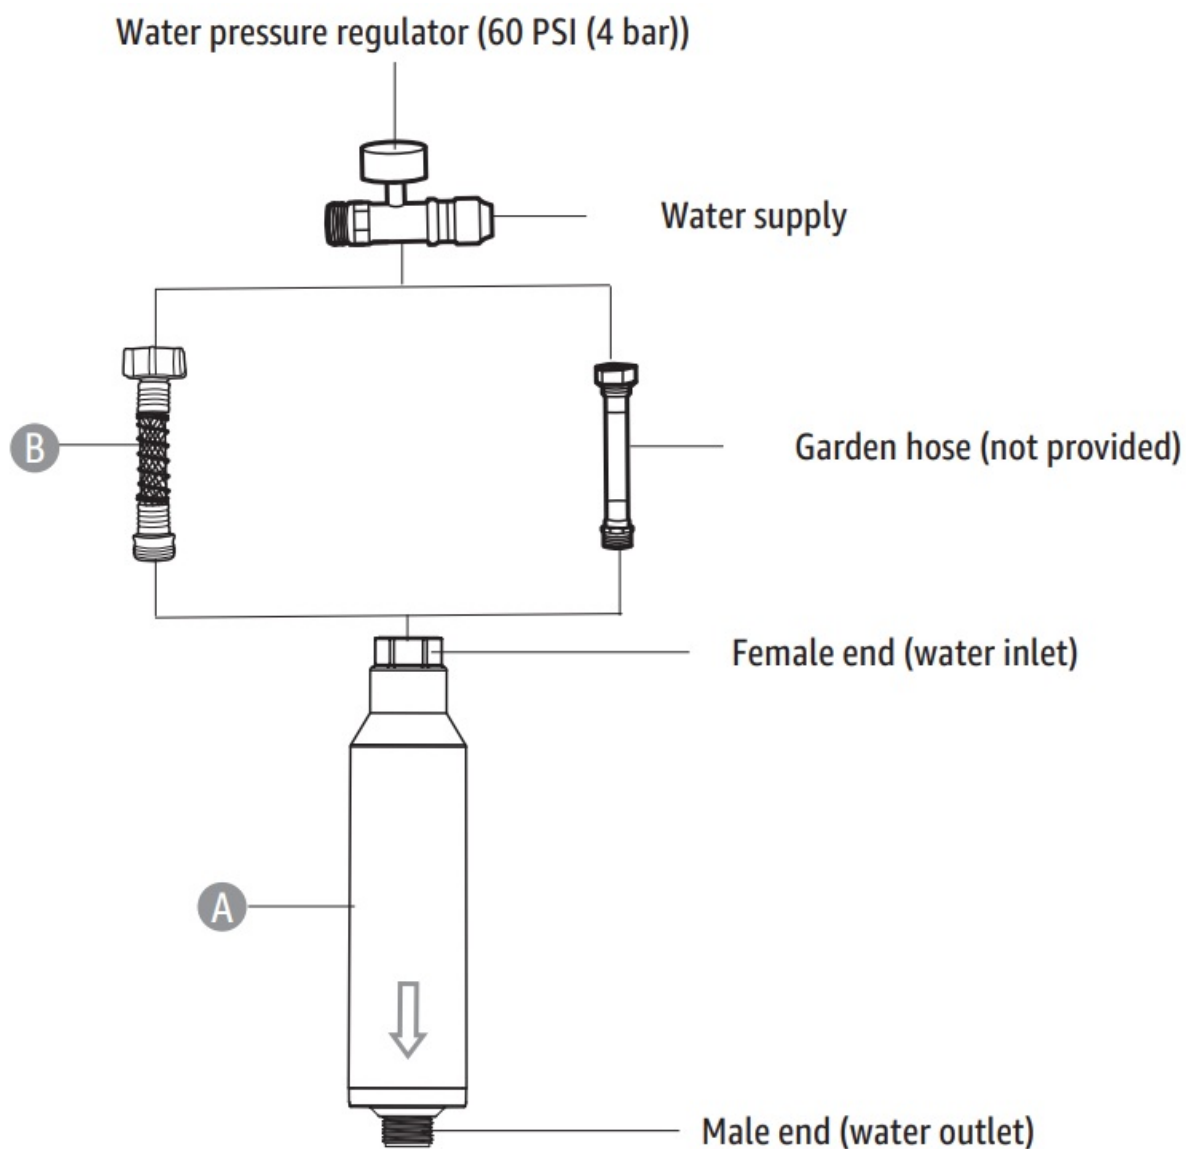 Water pressure regulator (60 PSI (4 bar))
Water supply
B
Garden hose (not provided)
Female end (water inlet)
A
Male end (water outlet)